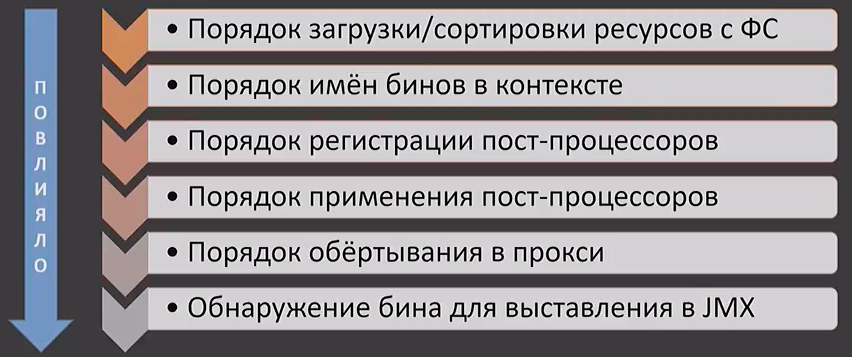 ПОВЛИЯЛО
• Порядок загрузки/сортировки ресурсов с ФС
• Порядок имён бинов в контексте
• Порядок регистрации пост-процессоров
• Порядок применения пост-процессоров
• Порядок обёртывания в прокси
• Обнаружение бина для выставления в JMX